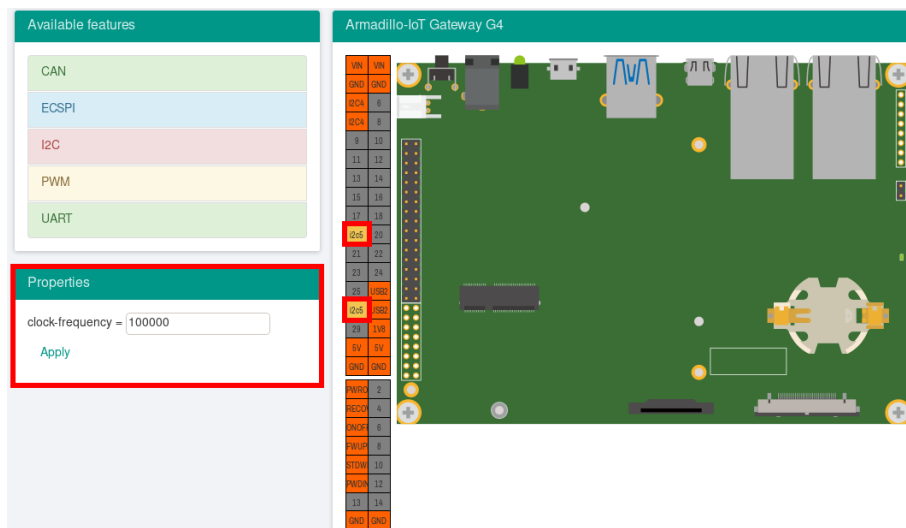 Available features
CAN
ECSPI
I2C
PWM
UART
Properties
clock-frequency = 100000
Apply
Armadillo-IoT Gateway G4
VIN VIN
GND GND
I2C4 6
I2C4 8
9 10
11 12
13 14
15 16
17 18
i2c5 20
21 22
23 24
25 USB2
i2c5 USB2
29 1V8
5V 5V
GND GND
PWRO 2
RECO 4
ONOF 6
FWUP 8
STDW 10
PWDIN 12
13 14
GND GND